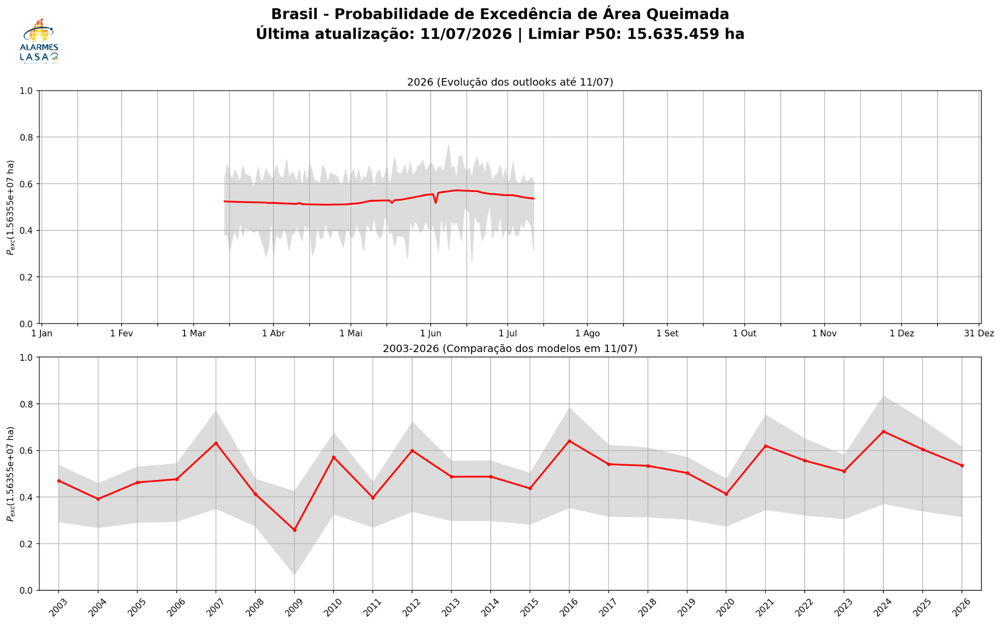 Brasil - Probabilidade de Excedência de Área Queimada
Última atualização: 11/07/2026 | Limiar P50: 15.635.459 ha
ALARMES
LASA
2026 (Evolução dos outlooks até 11/07)
P_exc(1.56355e+07 ha)
1.0
0.8
0.6
0.4
0.2
0.0
1 Jan 1 Fev 1 Mar 1 Abr 1 Mai 1 Jun 1 Jul 1 Ago 1 Set 1 Out 1 Nov 1 Dez 31 Dez
2003-2026 (Comparação dos modelos em 11/07)
P_exc(1.56355e+07 ha)
1.0
0.8
0.6
0.4
0.2
0.0
2003 2004 2005 2006 2007 2008 2009 2010 2011 2012 2013 2014 2015 2016 2017 2018 2019 2020 2021 2022 2023 2024 2025 2026